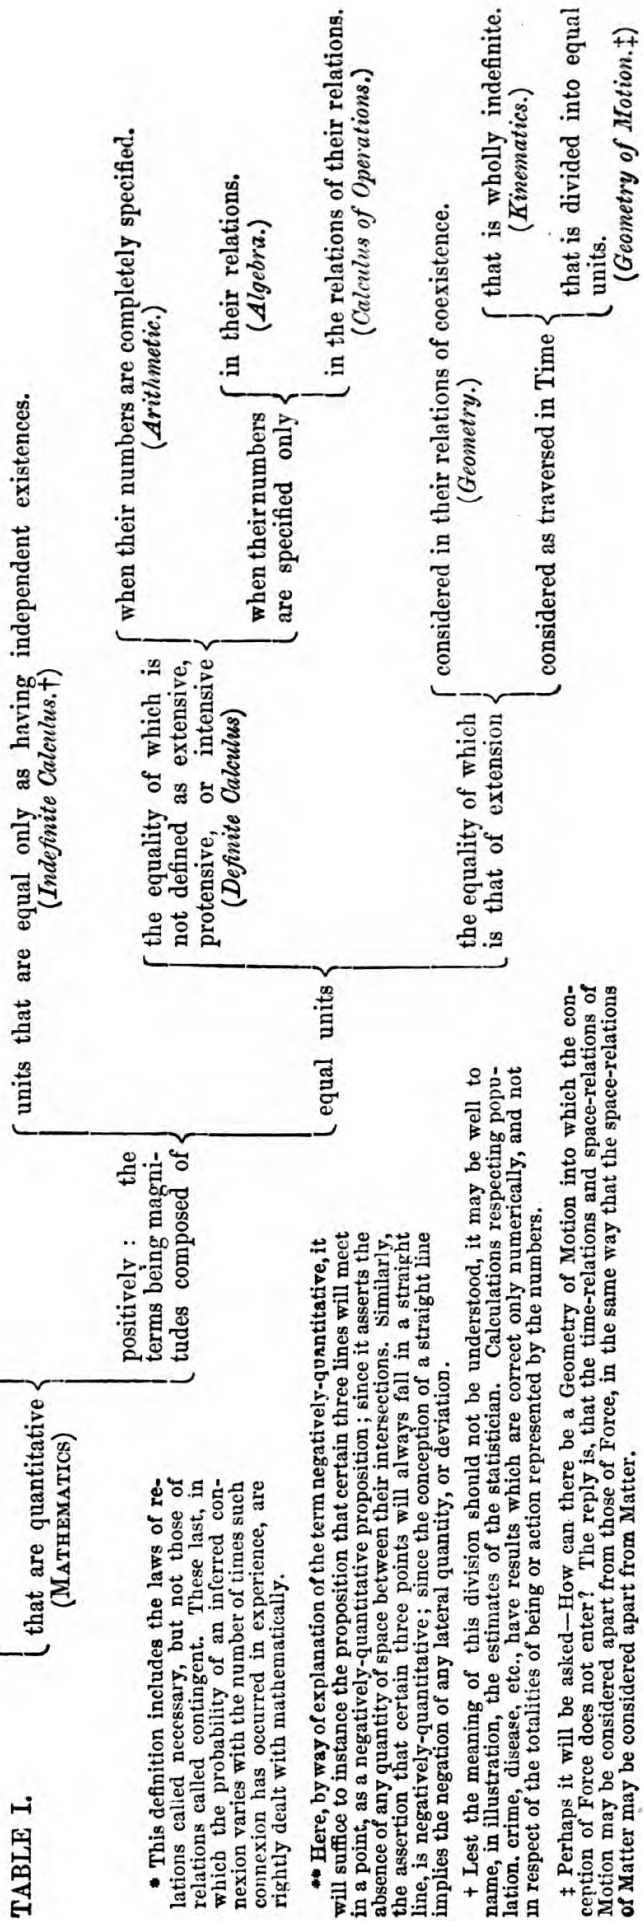 TABLE I.
that are quantitative
(MATHEMATICS)
positively : the
terms being magni-
tudes composed of
units that are equal only as having independent existences.
(Indefinite Calculus.†)
equal units
the equality of which is
not defined as extensive,
protensive, or intensive
(Definite Calculus)
when their numbers are completely specified.
(Arithmetic.)
when their numbers
are specified only
in their relations.
(Algebra.)
in the relations of their relations.
(Calculus of Operations.)
the equality of which
is that of extension
considered in their relations of coexistence.
(Geometry.)
considered as traversed in Time
that is wholly indefinite.
(Kinematics.)
that is divided into equal
units.
(Geometry of Motion.‡)
* This definition includes the laws of re-
lations called necessary, but not those of
relations called contingent. These last, in
which the probability of an inferred con-
nexion varies with the number of times such
connexion has occurred in experience, are
rightly dealt with mathematically.
** Here, by way of explanation of the term negatively-quantitative, it
will suffice to instance the proposition that certain three lines will meet
in a point, as a negatively-quantitative proposition ; since it asserts the
absence of any quantity of space between their intersections. Similarly,
the assertion that certain three points will always fall in a straight
line, is negatively-quantitative ; since the conception of a straight line
implies the negation of any lateral quantity, or deviation.
† Lest the meaning of this division should not be understood, it may be well to
name, in illustration, the estimates of the statistician. Calculations respecting popu-
lation. crime, disease, etc., have results which are correct only numerically, and not
in respect of the totalities of being or action represented by the numbers.
‡ Perhaps it will be asked—How can there be a Geometry of Motion into which the con-
ception of Force does not enter? The reply is, that the time-relations and space-relations of
Motion may be considered apart from those of Force, in the same way that the space-relations
of Matter may be considered apart from Matter.